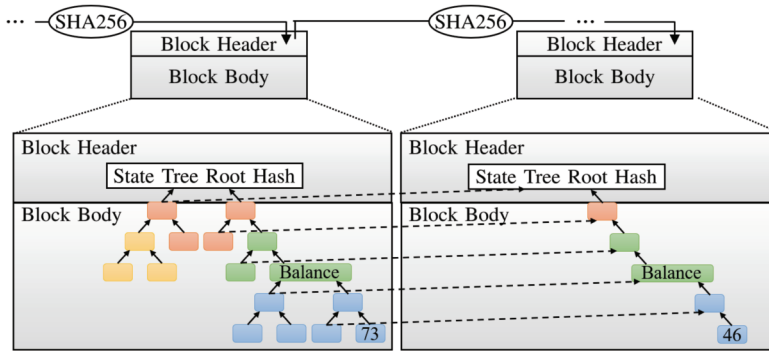 ... SHA256 SHA256 ...
Block Header Block Header
Block Body Block Body
Block Header Block Header
State Tree Root Hash State Tree Root Hash
Block Body Block Body
Balance Balance
73 46